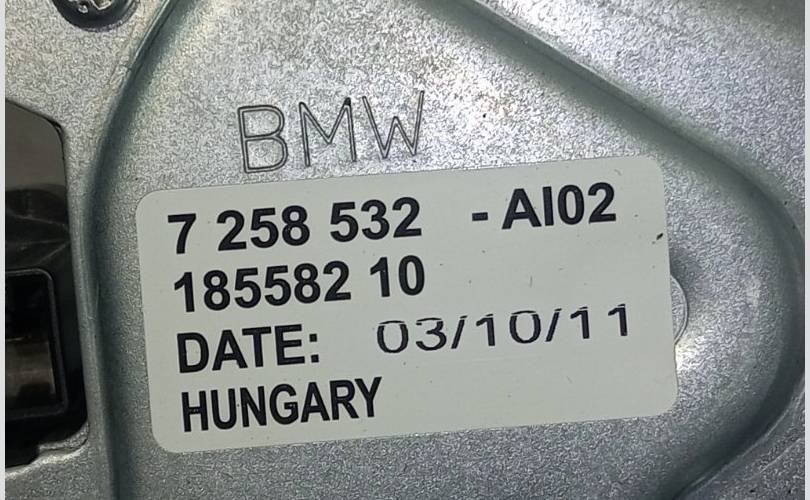 BMW
7 258 532 - AI02
185582 10
DATE: 03/10/11
HUNGARY